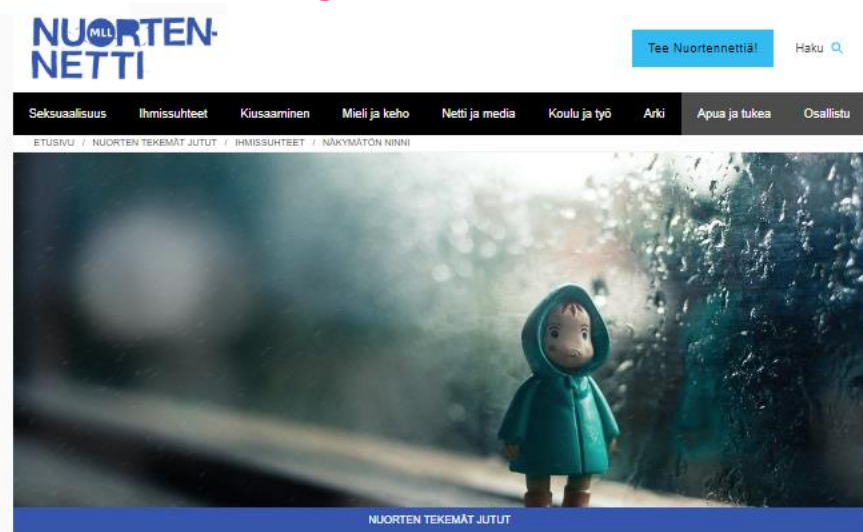 NUORTEN-
MLL
NETTI
Tee Nuortennettiä!
Haku
Seksuaalisuus Ihmissuhteet Kiusaaminen Mieli ja keho Netti ja media Koulu ja työ Arki Apua ja tukea Osallistu
ETUSIVU / NUORTEN TEKEMÄT JUTUT / IHMISSUHTEET / NÄKYMÄTÖN NINNI
NUORTEN TEKEMÄT JUTUT